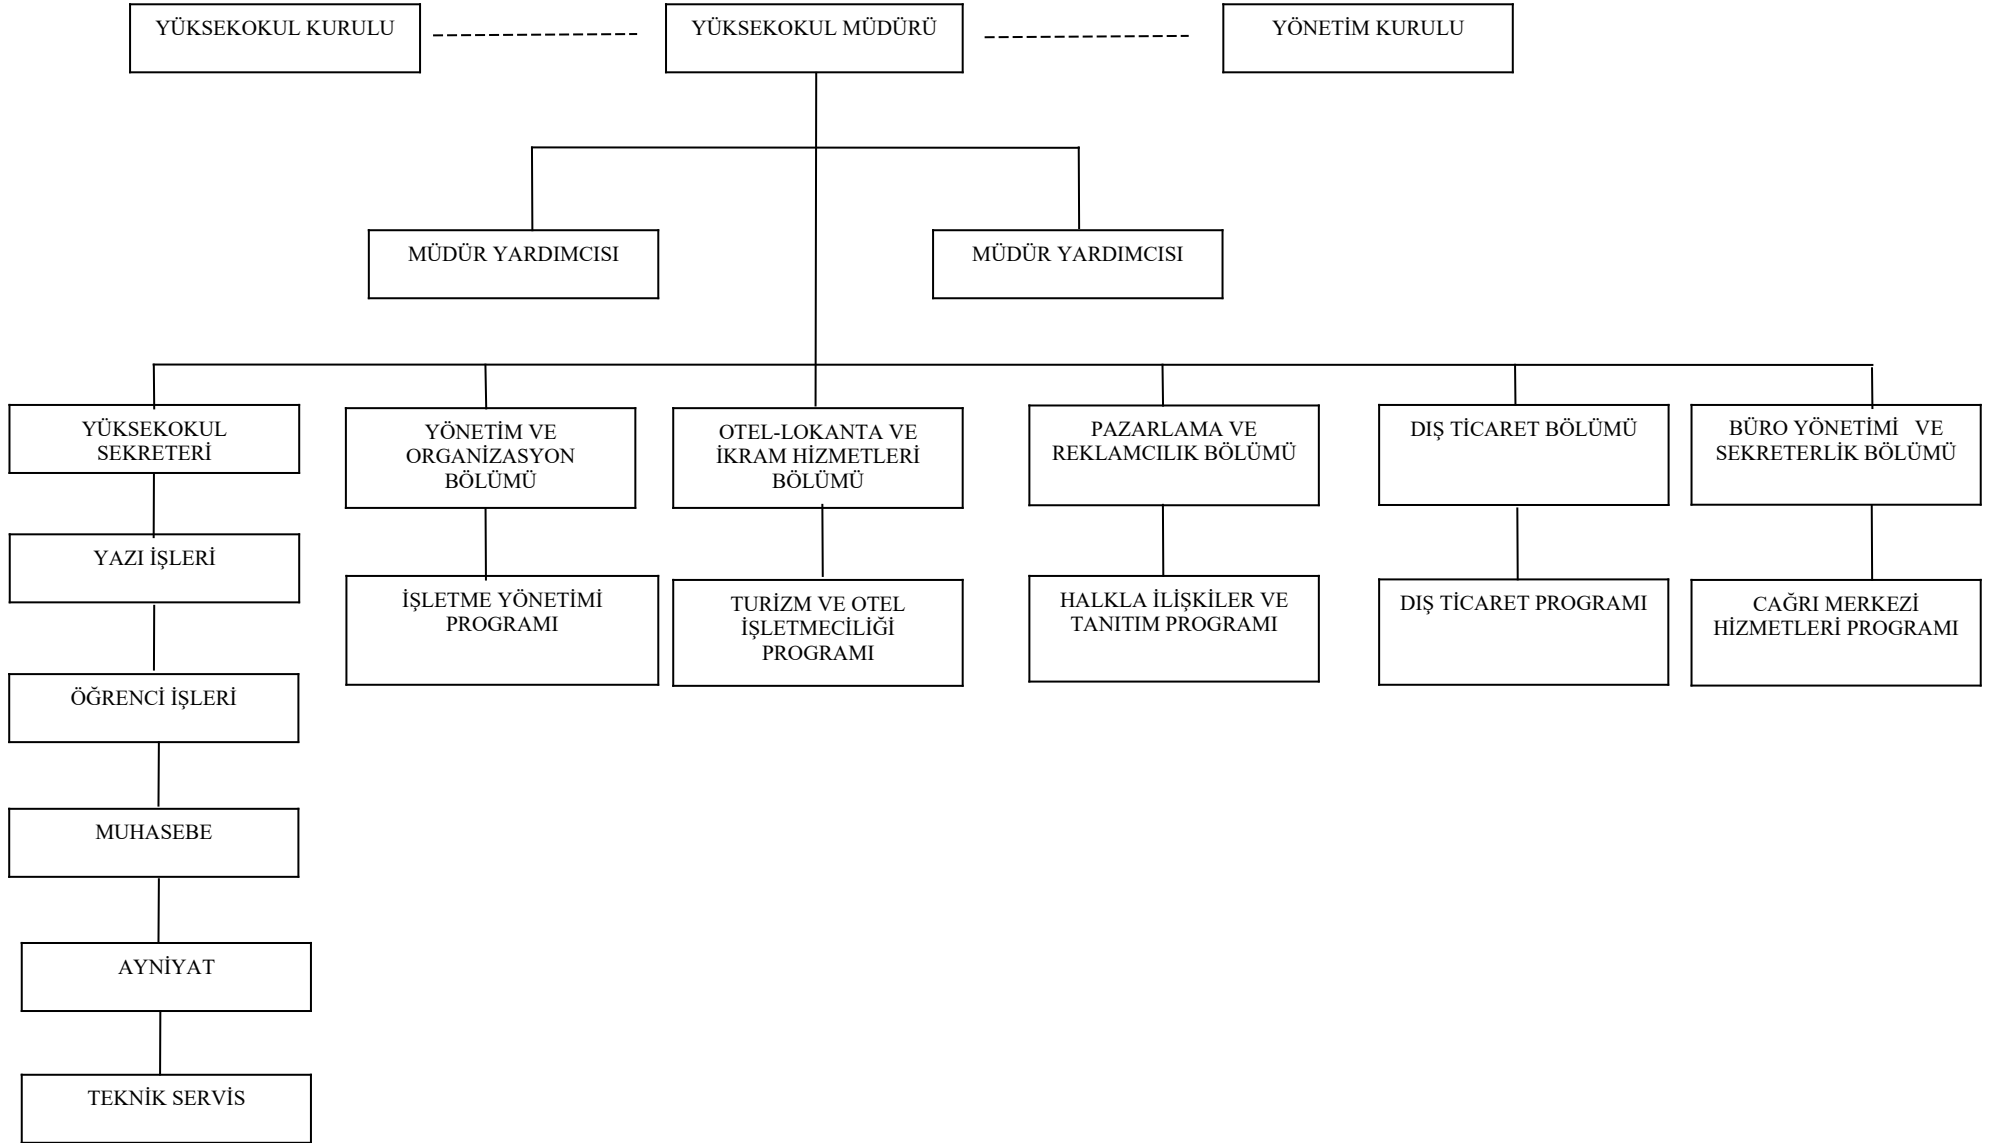 YÜKSEKOKUL KURULU
YÜKSEKOKUL MÜDÜRÜ
YÖNETİM KURULU
MÜDÜR YARDIMCISI
MÜDÜR YARDIMCISI
YÜKSEKOKUL
SEKRETERİ
YÖNETİM VE
ORGANİZASYON
BÖLÜMÜ
OTEL-LOKANTA VE
İKRAM HİZMETLERİ
BÖLÜMÜ
PAZARLAMA VE
REKLAMCILIK BÖLÜMÜ
DIŞ TİCARET BÖLÜMÜ
BÜRO YÖNETİMİ VE
SEKRETERLİK BÖLÜMÜ
YAZI İŞLERİ
İŞLETME YÖNETİMİ
PROGRAMI
TURİZM VE OTEL
İŞLETMECİLİĞİ
PROGRAMI
HALKLA İLİŞKİLER VE
TANITIM PROGRAMI
DIŞ TİCARET PROGRAMI
CAĞRI MERKEZİ
HİZMETLERİ PROGRAMI
ÖĞRENCİ İŞLERİ
MUHASEBE
AYNİYAT
TEKNİK SERVİS